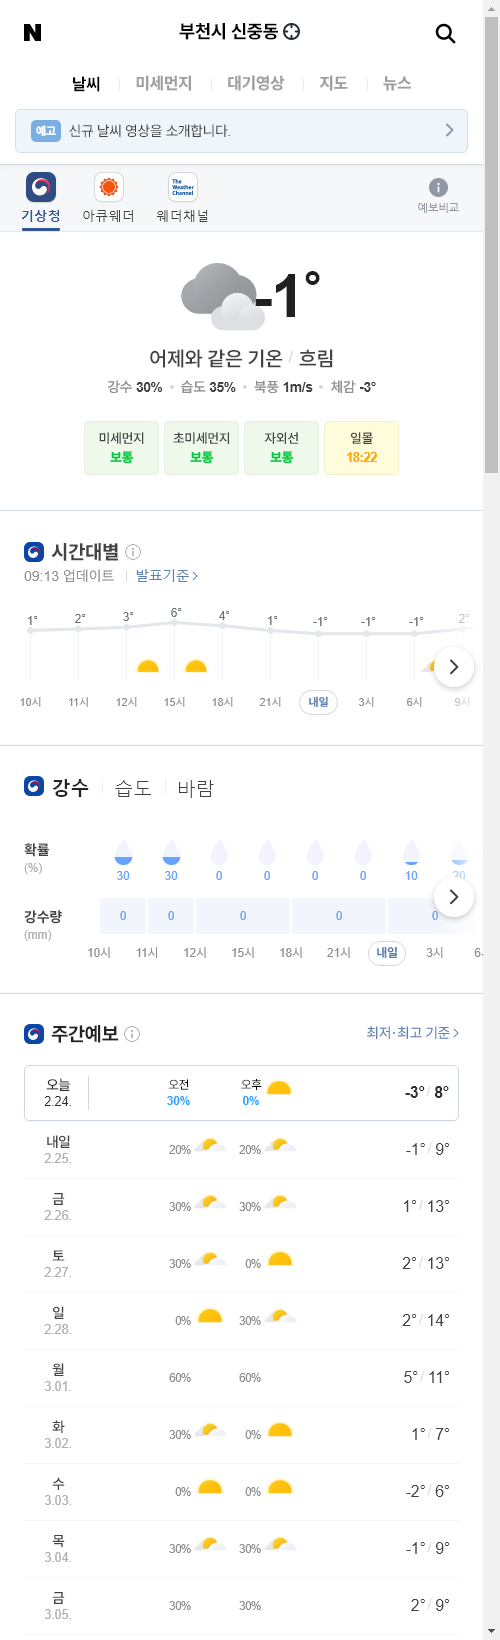 N
부천시 신중동
날씨 미세먼지 대기영상 지도 뉴스
예고 신규 날씨 영상을 소개합니다.
The Weather Channel
기상청 아큐웨더 웨더채널 예보비교
-1°
어제와 같은 기온 / 흐림
강수 30% 습도 35% 북풍 1m/s 체감 -3°
미세먼지 초미세먼지 자외선 일몰
보통 보통 보통 18:22
시간대별
09:13 업데이트 발표기준
1° 2° 3° 6° 4° 1° -1° -1° -1° 2°
10시 11시 12시 15시 18시 21시 내일 3시 6시 9시
강수 습도 바람
확률
(%)
30 30 0 0 0 0 10 20
강수량
(mm)
0 0 0 0 0
10시 11시 12시 15시 18시 21시 내일 3시
주간예보 최저·최고 기준
오늘 오전 오후
2.24. 30% 0% -3° / 8°
내일
2.25. 20% 20% -1° / 9°
금
2.26. 30% 30% 1° / 13°
토
2.27. 30% 0% 2° / 13°
일
2.28. 0% 30% 2° / 14°
월
3.01. 60% 60% 5° / 11°
화
3.02. 30% 0% 1° / 7°
수
3.03. 0% 0% -2° / 6°
목
3.04. 30% 30% -1° / 9°
금
3.05. 30% 30% 2° / 9°